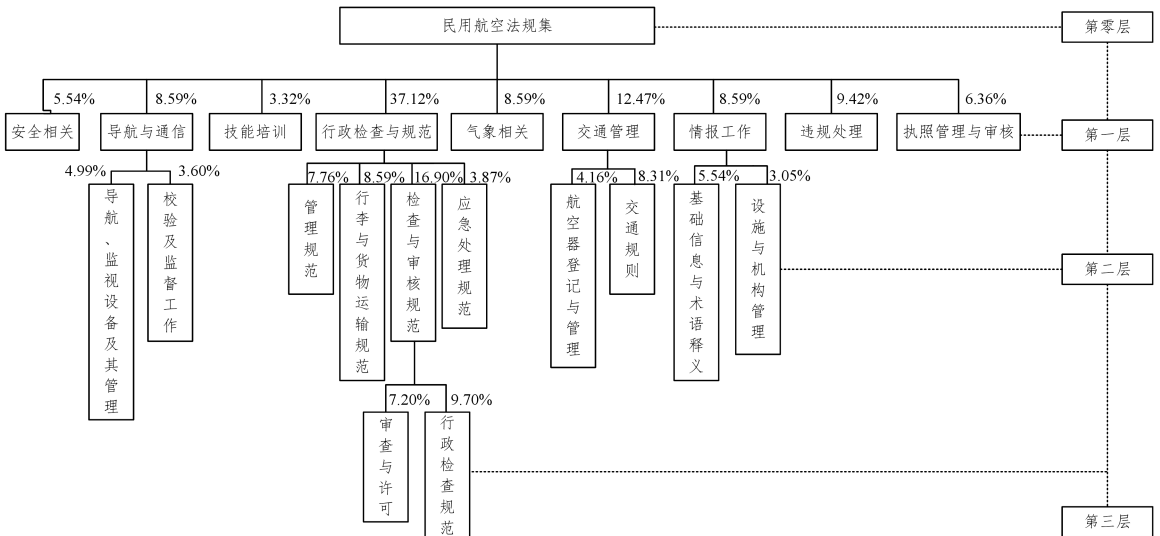 民用航空法规集
第零层
5.54%
8.59%
3.32%
37.12%
8.59%
12.47%
8.59%
9.42%
6.36%
安全相关
导航与通信
技能培训
行政检查与规范
气象相关
交通管理
情报工作
违规处理
执照管理与审核
第一层
4.99%
3.60%
7.76%
8.59%
16.90%
3.87%
4.16%
8.31%
5.54%
3.05%
导航、监视设备及其管理
校验及监督工作
管理规范
行李与货物运输规范
检查与审核规范
应急处理规范
航空器登记与管理
交通规则
基础信息与术语释义
设施与机构管理
第二层
7.20%
9.70%
审查与许可
行政检查规范
第三层